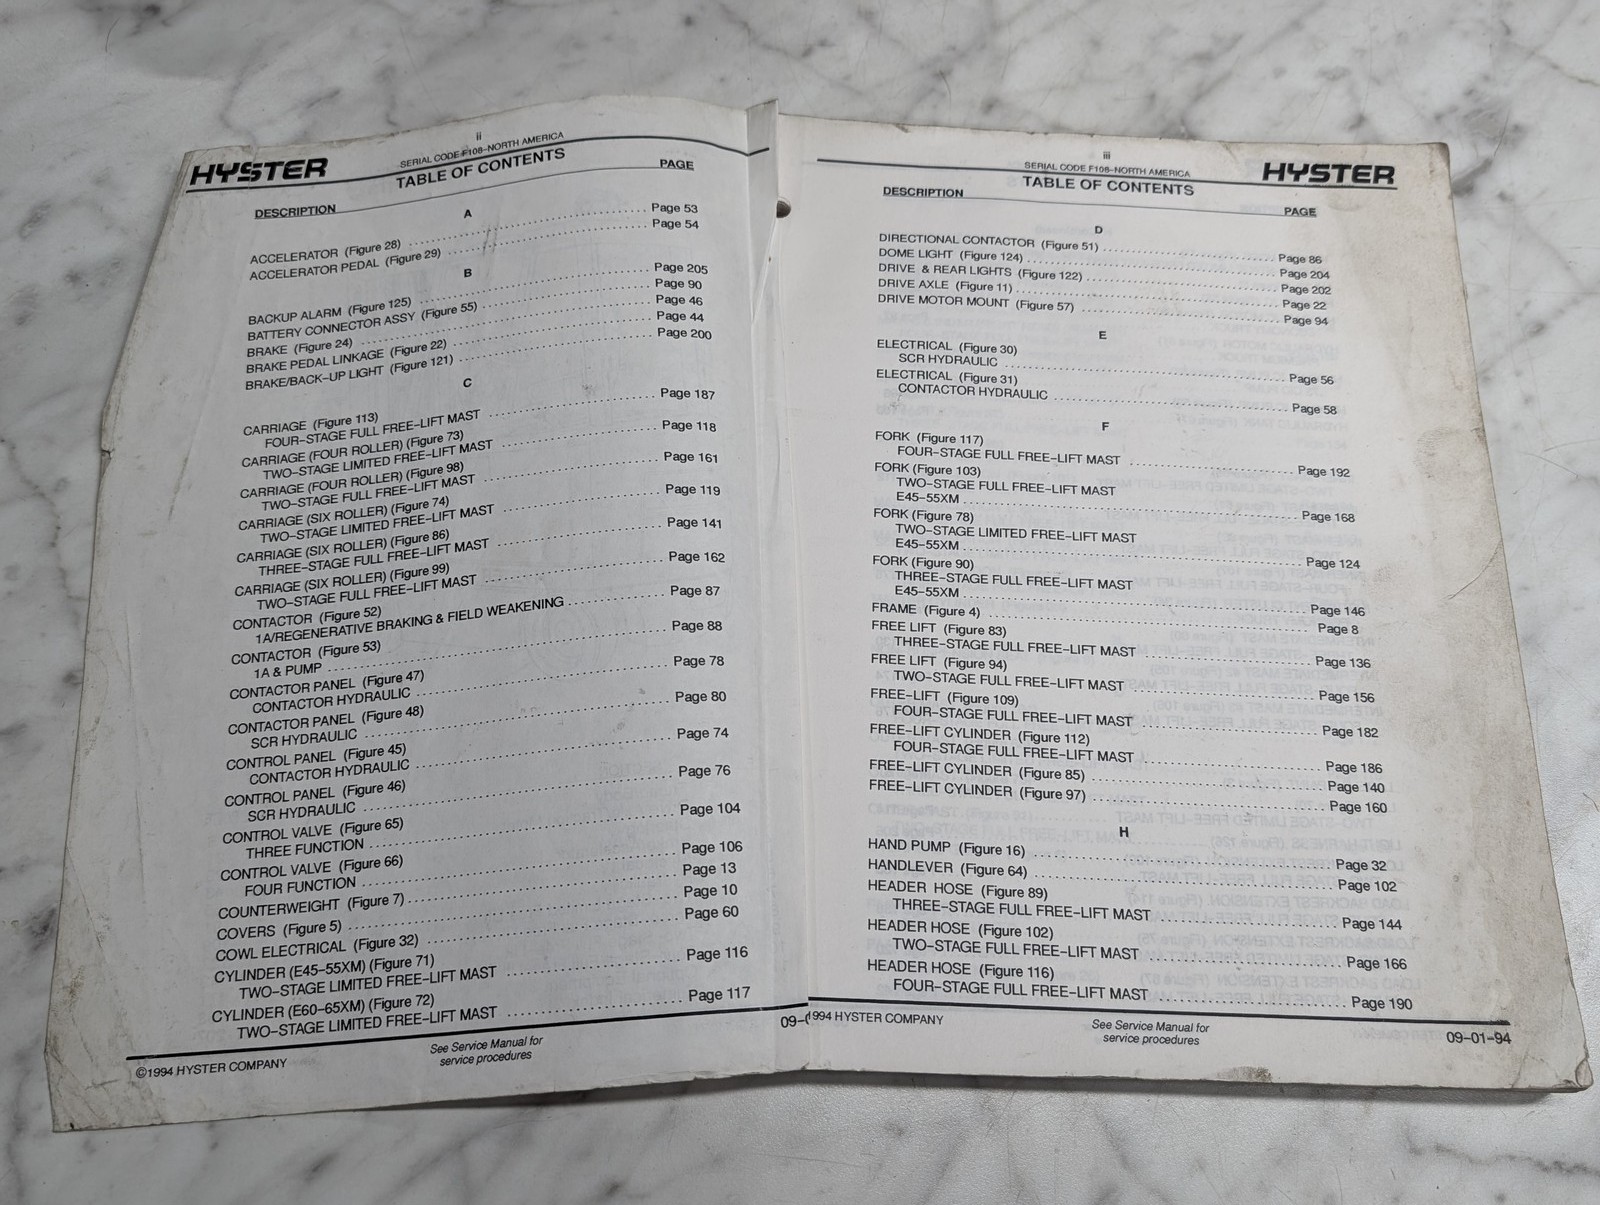 ii
HYSTER
SERIAL CODE F108-NORTH AMERICA
TABLE OF CONTENTS
DESCRIPTION PAGE
A
ACCELERATOR (Figure 28) Page 53
ACCELERATOR PEDAL (Figure 29) Page 54
B
BACKUP ALARM (Figure 125) Page 205
BATTERY CONNECTOR ASSY (Figure 55) Page 90
BRAKE (Figure 24) Page 46
BRAKE PEDAL LINKAGE (Figure 22) Page 44
BRAKE/BACK-UP LIGHT (Figure 121) Page 200
C
CARRIAGE (Figure 113)
FOUR-STAGE FULL FREE-LIFT MAST Page 187
CARRIAGE (FOUR ROLLER) (Figure 73)
TWO-STAGE LIMITED FREE-LIFT MAST Page 118
CARRIAGE (FOUR ROLLER) (Figure 98)
TWO-STAGE FULL FREE-LIFT MAST Page 161
CARRIAGE (SIX ROLLER) (Figure 74)
TWO-STAGE LIMITED FREE-LIFT MAST Page 119
CARRIAGE (SIX ROLLER) (Figure 86)
THREE-STAGE FULL FREE-LIFT MAST Page 141
CARRIAGE (SIX ROLLER) (Figure 99)
TWO-STAGE FULL FREE-LIFT MAST Page 162
CONTACTOR (Figure 52)
1A/REGENERATIVE BRAKING & FIELD WEAKENING Page 87
CONTACTOR (Figure 53)
1A & PUMP Page 88
CONTACTOR PANEL (Figure 47)
CONTACTOR HYDRAULIC Page 78
CONTACTOR PANEL (Figure 48)
SCR HYDRAULIC Page 80
CONTROL PANEL (Figure 45)
CONTACTOR HYDRAULIC Page 74
CONTROL PANEL (Figure 46)
SCR HYDRAULIC Page 76
CONTROL VALVE (Figure 65)
THREE FUNCTION Page 104
CONTROL VALVE (Figure 66)
FOUR FUNCTION Page 106
COUNTERWEIGHT (Figure 7) Page 13
COVERS (Figure 5) Page 10
COWL ELECTRICAL (Figure 32) Page 60
CYLINDER (E45-55XM) (Figure 71)
TWO-STAGE LIMITED FREE-LIFT MAST Page 116
CYLINDER (E60-65XM) (Figure 72)
TWO-STAGE LIMITED FREE-LIFT MAST Page 117
©1994 HYSTER COMPANY
See Service Manual for
service procedures
09-
iii
SERIAL CODE F108-NORTH AMERICA
HYSTER
TABLE OF CONTENTS
DESCRIPTION PAGE
D
DIRECTIONAL CONTACTOR (Figure 51) Page 86
DOME LIGHT (Figure 124) Page 204
DRIVE & REAR LIGHTS (Figure 122) Page 202
DRIVE AXLE (Figure 11) Page 22
DRIVE MOTOR MOUNT (Figure 57) Page 94
E
ELECTRICAL (Figure 30)
SCR HYDRAULIC Page 56
ELECTRICAL (Figure 31)
CONTACTOR HYDRAULIC Page 58
F
FORK (Figure 117)
FOUR-STAGE FULL FREE-LIFT MAST Page 192
FORK (Figure 103)
TWO-STAGE FULL FREE-LIFT MAST
E45-55XM Page 168
FORK (Figure 78)
TWO-STAGE LIMITED FREE-LIFT MAST
E45-55XM Page 124
FORK (Figure 90)
THREE-STAGE FULL FREE-LIFT MAST
E45-55XM Page 146
FRAME (Figure 4) Page 8
FREE LIFT (Figure 83)
THREE-STAGE FULL FREE-LIFT MAST Page 136
FREE LIFT (Figure 94)
TWO-STAGE FULL FREE-LIFT MAST Page 156
FREE-LIFT (Figure 109)
FOUR-STAGE FULL FREE-LIFT MAST Page 182
FREE-LIFT CYLINDER (Figure 112)
FOUR-STAGE FULL FREE-LIFT MAST Page 186
FREE-LIFT CYLINDER (Figure 85) Page 140
FREE-LIFT CYLINDER (Figure 97) Page 160
H
HAND PUMP (Figure 16) Page 32
HANDLEVER (Figure 64) Page 102
HEADER HOSE (Figure 89)
THREE-STAGE FULL FREE-LIFT MAST Page 144
HEADER HOSE (Figure 102)
TWO-STAGE FULL FREE-LIFT MAST Page 166
HEADER HOSE (Figure 116)
FOUR-STAGE FULL FREE-LIFT MAST Page 190
1994 HYSTER COMPANY
See Service Manual for
service procedures
09-01-94